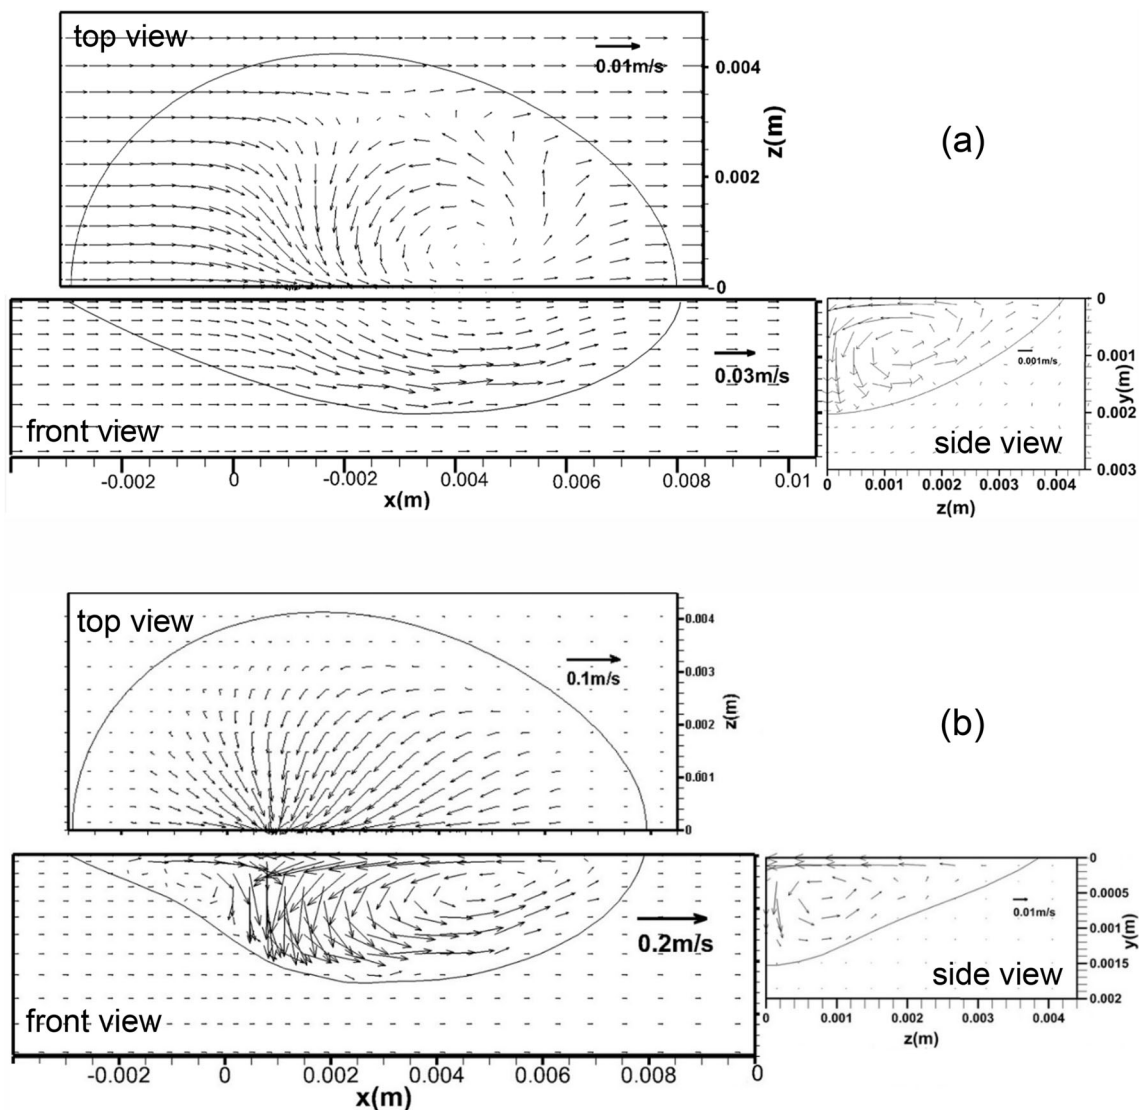 top view
0.01m/s
0.004
0.002
0
z(m)
(a)
front view
0.03m/s
-0.002 0 -0.002 0.004 0.006 0.008 0.01
x(m)
0.001m/s
side view
0
0.001
0.002
0.003
y(m)
0 0.001 0.002 0.003 0.004
z(m)
top view
0.1m/s
0.004
0.003
0.002
0.001
0
z(m)
(b)
front view
0.2m/s
-0.002 0 0.002 0.004 0.006 0.008 0
x(m)
0.01m/s
side view
0
0.0005
0.001
0.0015
0.002
y(m)
0 0.001 0.002 0.003 0.004
z(m)